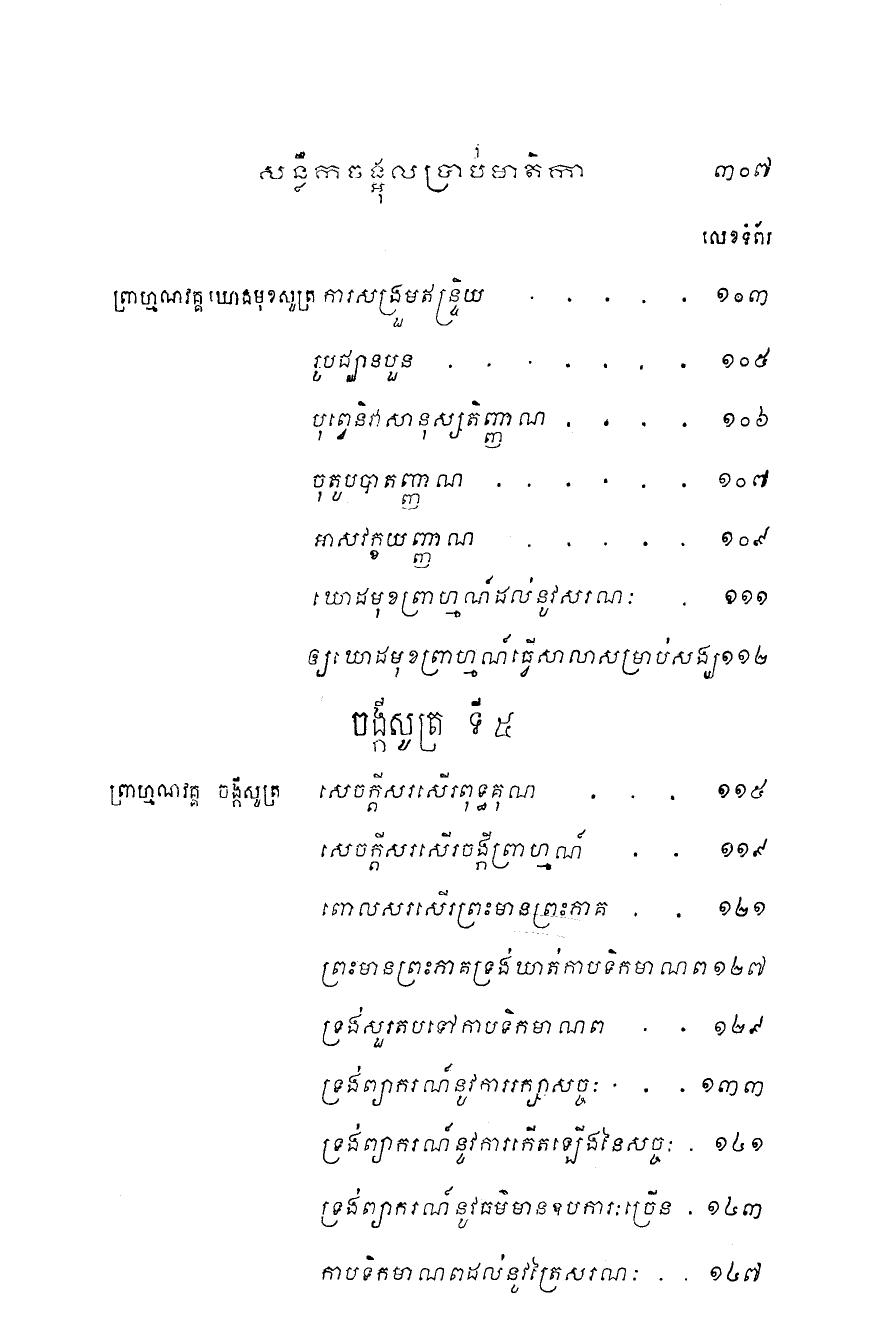 សន្លឹកចង្អុលប្រាប់មាតិកា ៣០៧
លេខទំព័រ
ព្រាហ្មណវគ្គ ឃោដមុខសូត្រ ការសង្រួមឥន្ទ្រិយ . . . . . ១០៣
រូបជ្ឈានបួន . . . . . . . ១០៥
បុព្វេនិវាសានុស្សតិញ្ញាណ . . . . ១០៦
ចុតូបបាតញ្ញាណ . . . . . . ១០៧
អាសវក្ខយញ្ញាណ . . . . . ១០៩
ឃោដមុខព្រាហ្មណ៍ដល់នូវសរណៈ . ១១១
ឲ្យឃោដមុខព្រាហ្មណ៍ធ្វើសាលាសម្រាប់សង្ឃ ១១២
ចង្កីសូត្រ ទី ៥
ព្រាហ្មណវគ្គ ចង្កីសូត្រ សេចក្តីសរសើរពុទ្ធគុណ . . . ១១៥
សេចក្តីសរសើរចង្កីព្រាហ្មណ៍ . . ១១៩
ពោលសរសើរព្រះមានព្រះភាគ . . ១២១
ព្រះមានព្រះភាគទ្រង់ឃាត់កាបទិកមាណព ១២៧
ទ្រង់សួរតបទៅកាបទិកមាណព . . ១២៩
ទ្រង់ព្យាករណ៍នូវការរក្សាសច្ចៈ . . . ១៣៣
ទ្រង់ព្យាករណ៍នូវការកើតឡើងនៃសច្ចៈ . ១៤១
ទ្រង់ព្យាករណ៍នូវធម៌មានឧបការៈច្រើន . ១៤៣
កាបទិកមាណពដល់នូវត្រៃសរណៈ . . ១៤៧